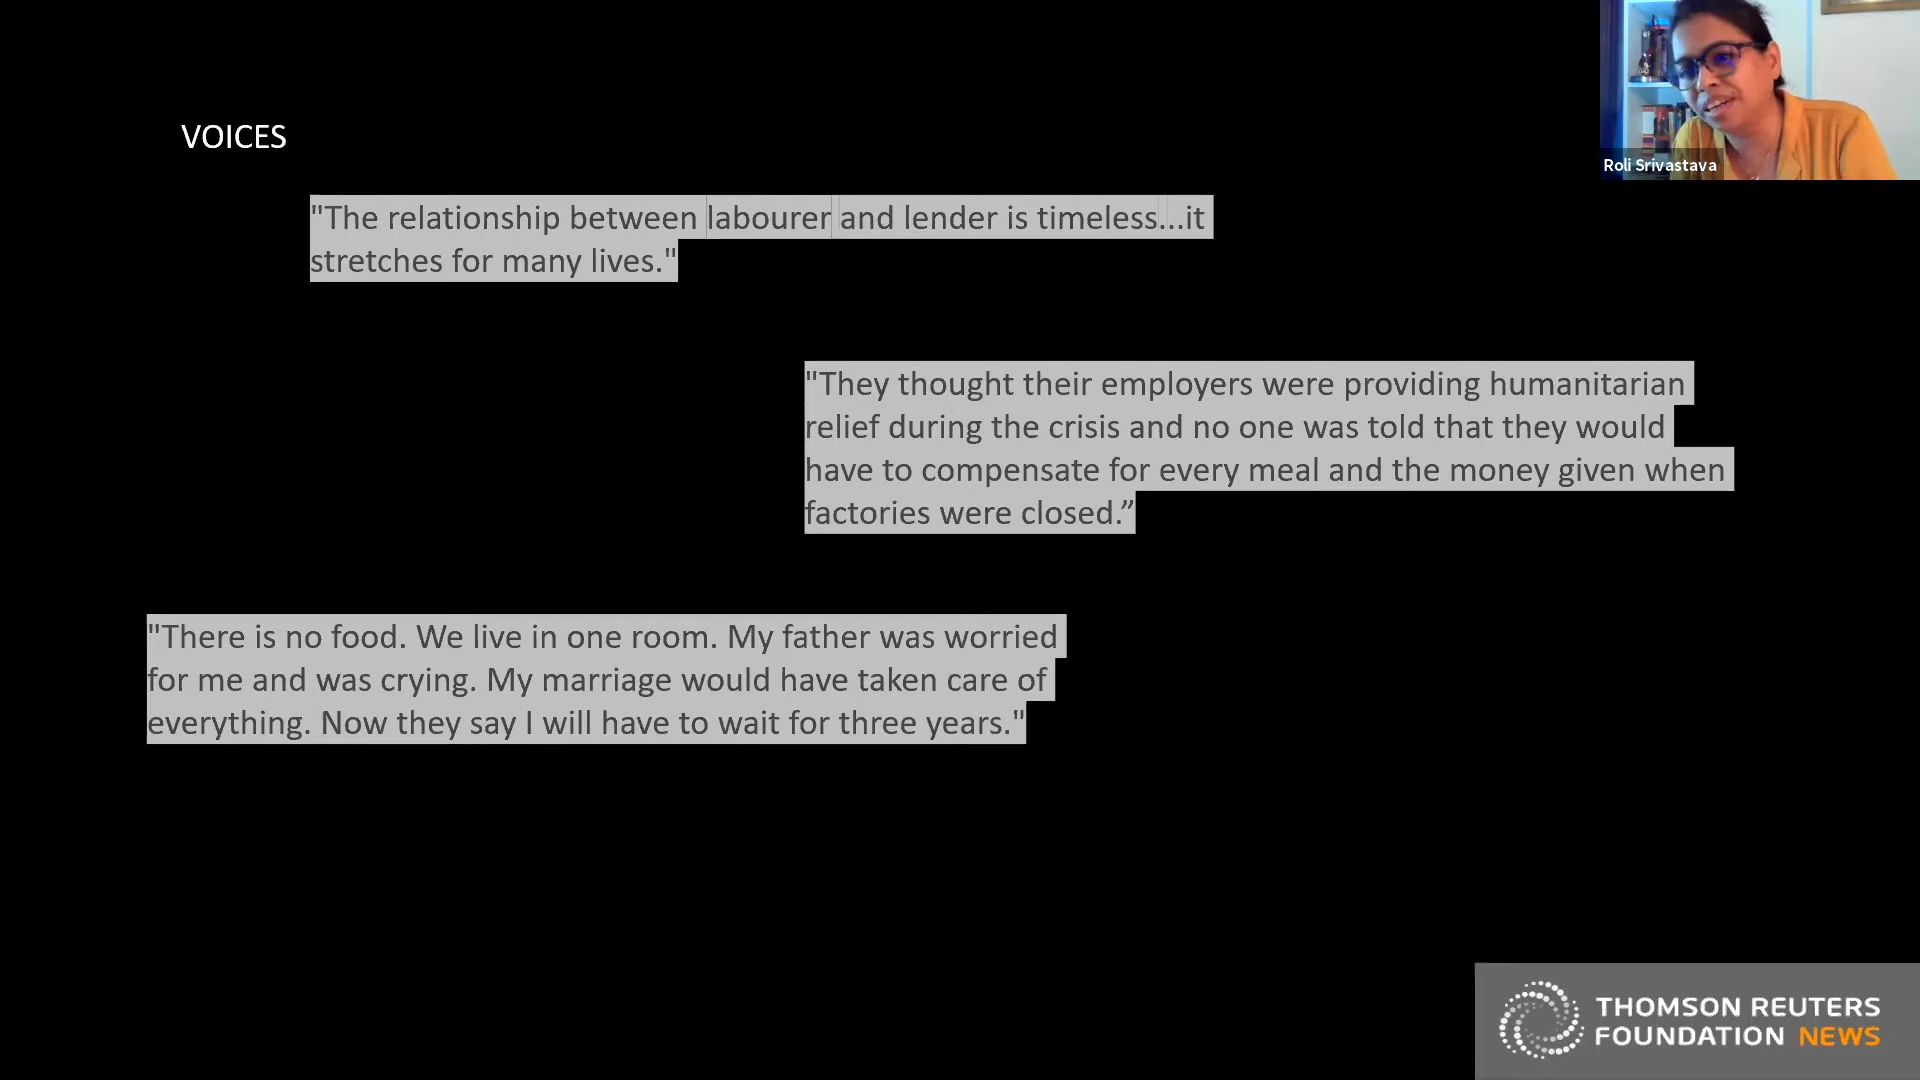 VOICES
Roli Srivastava
"The relationship between labourer and lender is timeless...it
stretches for many lives."
"They thought their employers were providing humanitarian
relief during the crisis and no one was told that they would
have to compensate for every meal and the money given when
factories were closed.”
"There is no food. We live in one room. My father was worried
for me and was crying. My marriage would have taken care of
everything. Now they say I will have to wait for three years."
THOMSON REUTERS
FOUNDATION NEWS